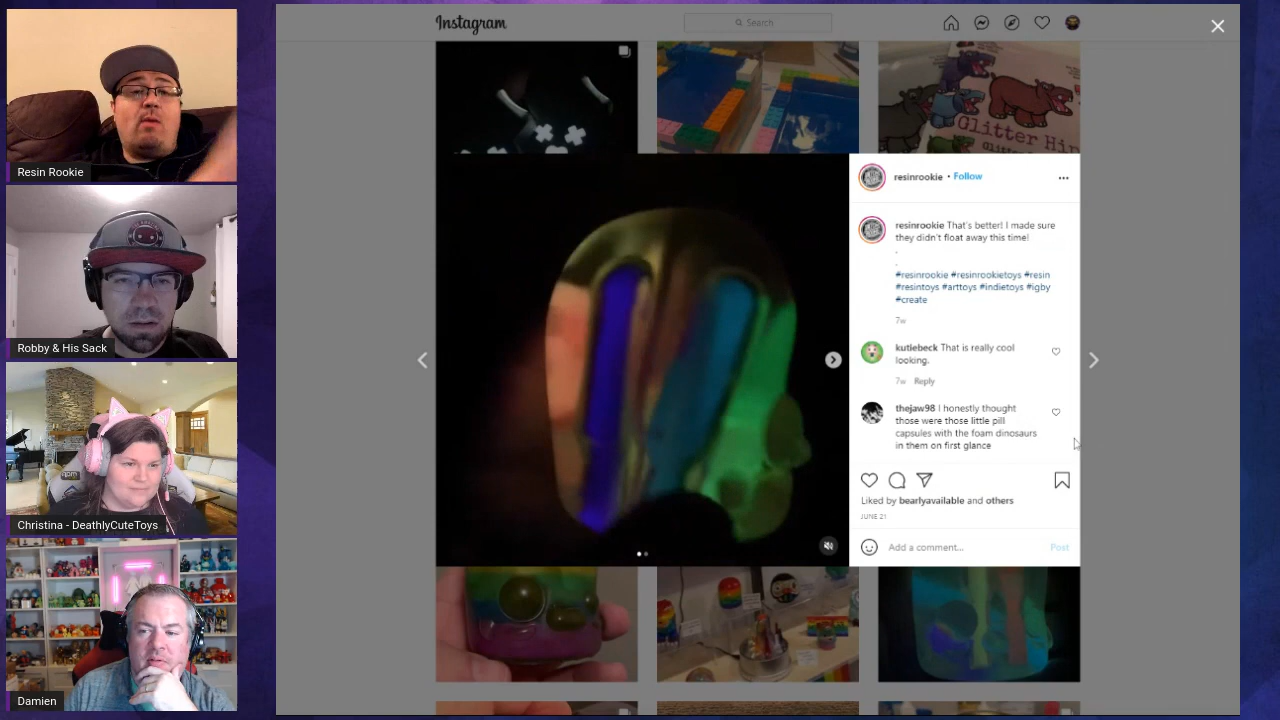 Resin Rookie
Robby & His Sack
Christina - DeathlyCuteToys
Damien
Instagram
Search
Glitter
resinrookie • Follow
resinrookie That's better! I made sure
they didn't float away this time!
.
.
#resinrookie #resinrookietoys #resin
#resintoys #arttoys #indietoys #igby
#create
7w
kutiebeck That is really cool
looking.
7w Reply
thejaw98 I honestly thought
those were those little pill
capsules with the foam dinosaurs
in them on first glance
Liked by bearlyavailable and others
JUNE 21
Add a comment...
Post